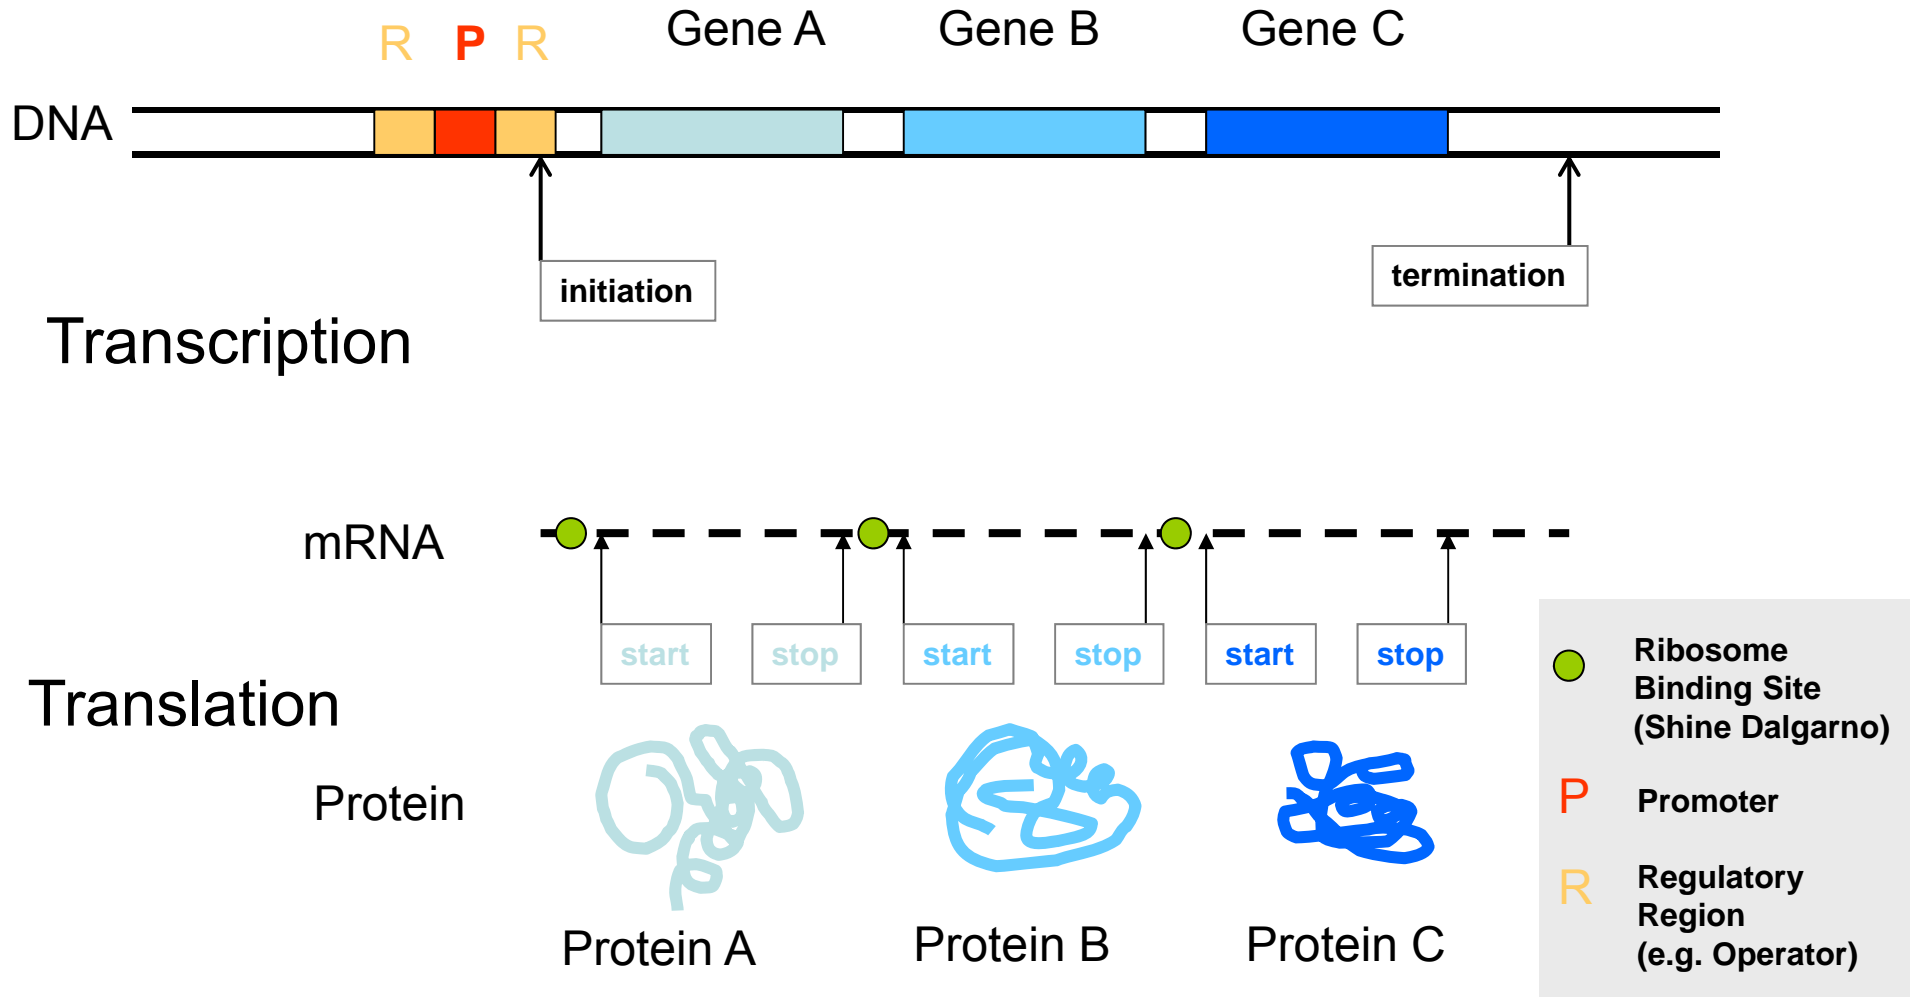 R P R Gene A Gene B Gene C
DNA
initiation
termination
Transcription
mRNA
start stop start stop start stop
Translation
Protein
Protein A Protein B Protein C
Ribosome
Binding Site
(Shine Dalgarno)
P Promoter
R Regulatory
Region
(e.g. Operator)